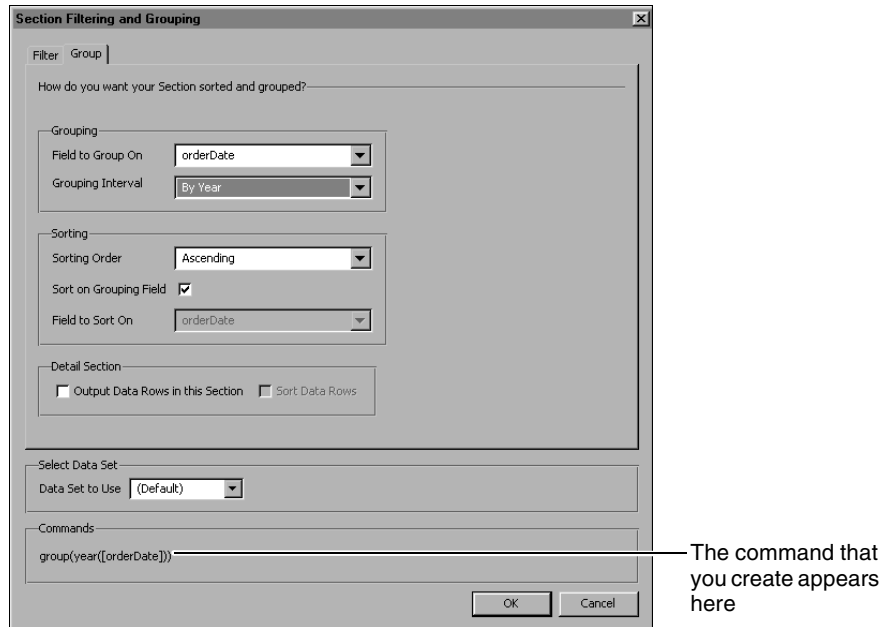 Section Filtering and Grouping
Filter Group
How do you want your Section sorted and grouped?
Grouping
Field to Group On orderDate
Grouping Interval By Year
Sorting
Sorting Order Ascending
Sort on Grouping Field
Field to Sort On orderDate
Detail Section
Output Data Rows in this Section Sort Data Rows
Select Data Set
Data Set to Use (Default)
Commands
group(year([orderDate]))
The command that
you create appears
here
OK Cancel